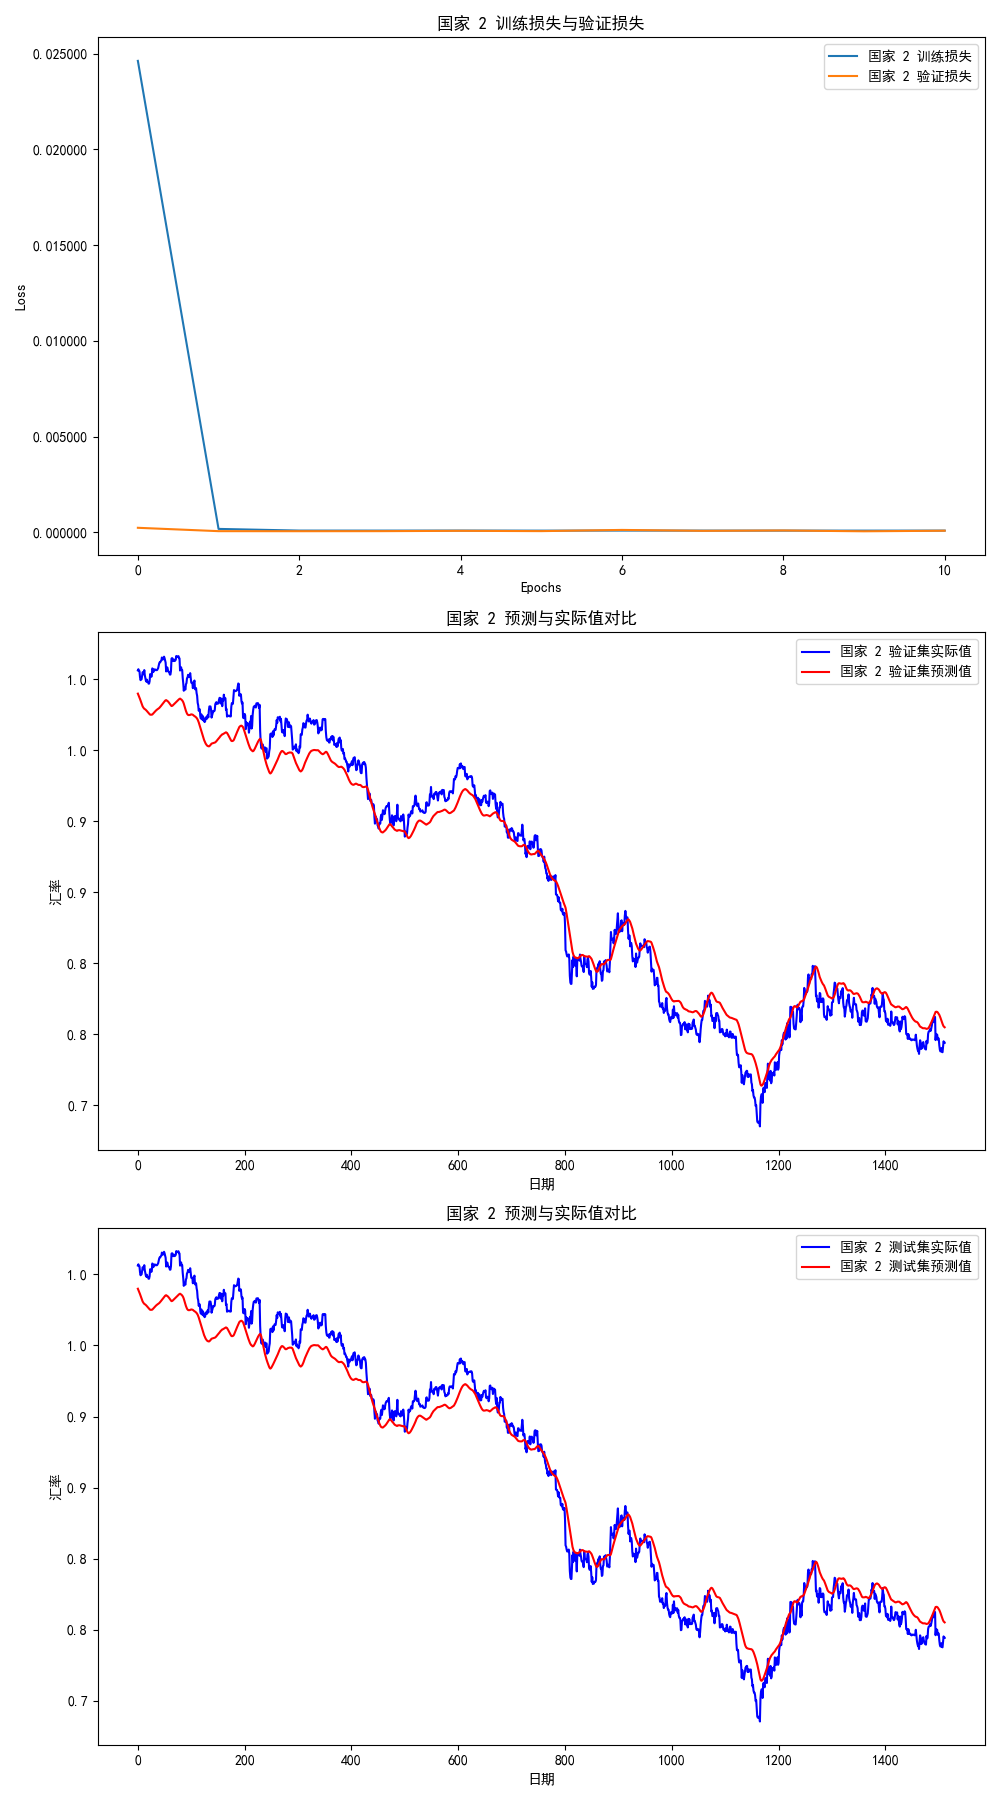 国家 2 训练损失与验证损失
国家 2 训练损失
国家 2 验证损失
0.025000
0.020000
0.015000
0.010000
0.005000
0.000000
Loss
0 2 4 6 8 10
Epochs
国家 2 预测与实际值对比
国家 2 验证集实际值
国家 2 验证集预测值
1.0
1.0
0.9
0.9
0.8
0.8
0.7
汇率
0 200 400 600 800 1000 1200 1400
日期
国家 2 预测与实际值对比
国家 2 测试集实际值
国家 2 测试集预测值
1.0
1.0
0.9
0.9
0.8
0.8
0.7
汇率
0 200 400 600 800 1000 1200 1400
日期